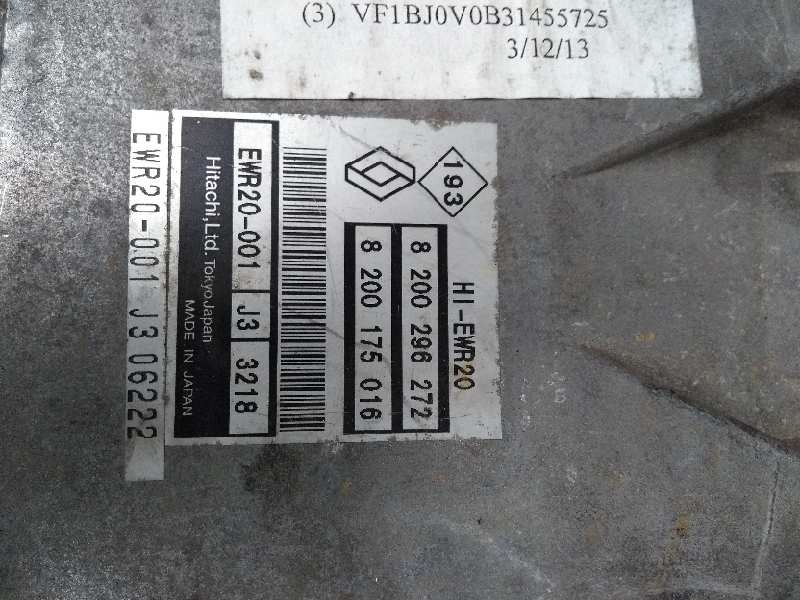 (3) VF1BJ0V0B31455725
3/12/13
193
HI-EWR20
8 200 296 272
8 200 175 016
EWR20-001 J3 3218
Hitachi,Ltd. Tokyo,Japan
MADE IN JAPAN
EWR20-001 J3 06222